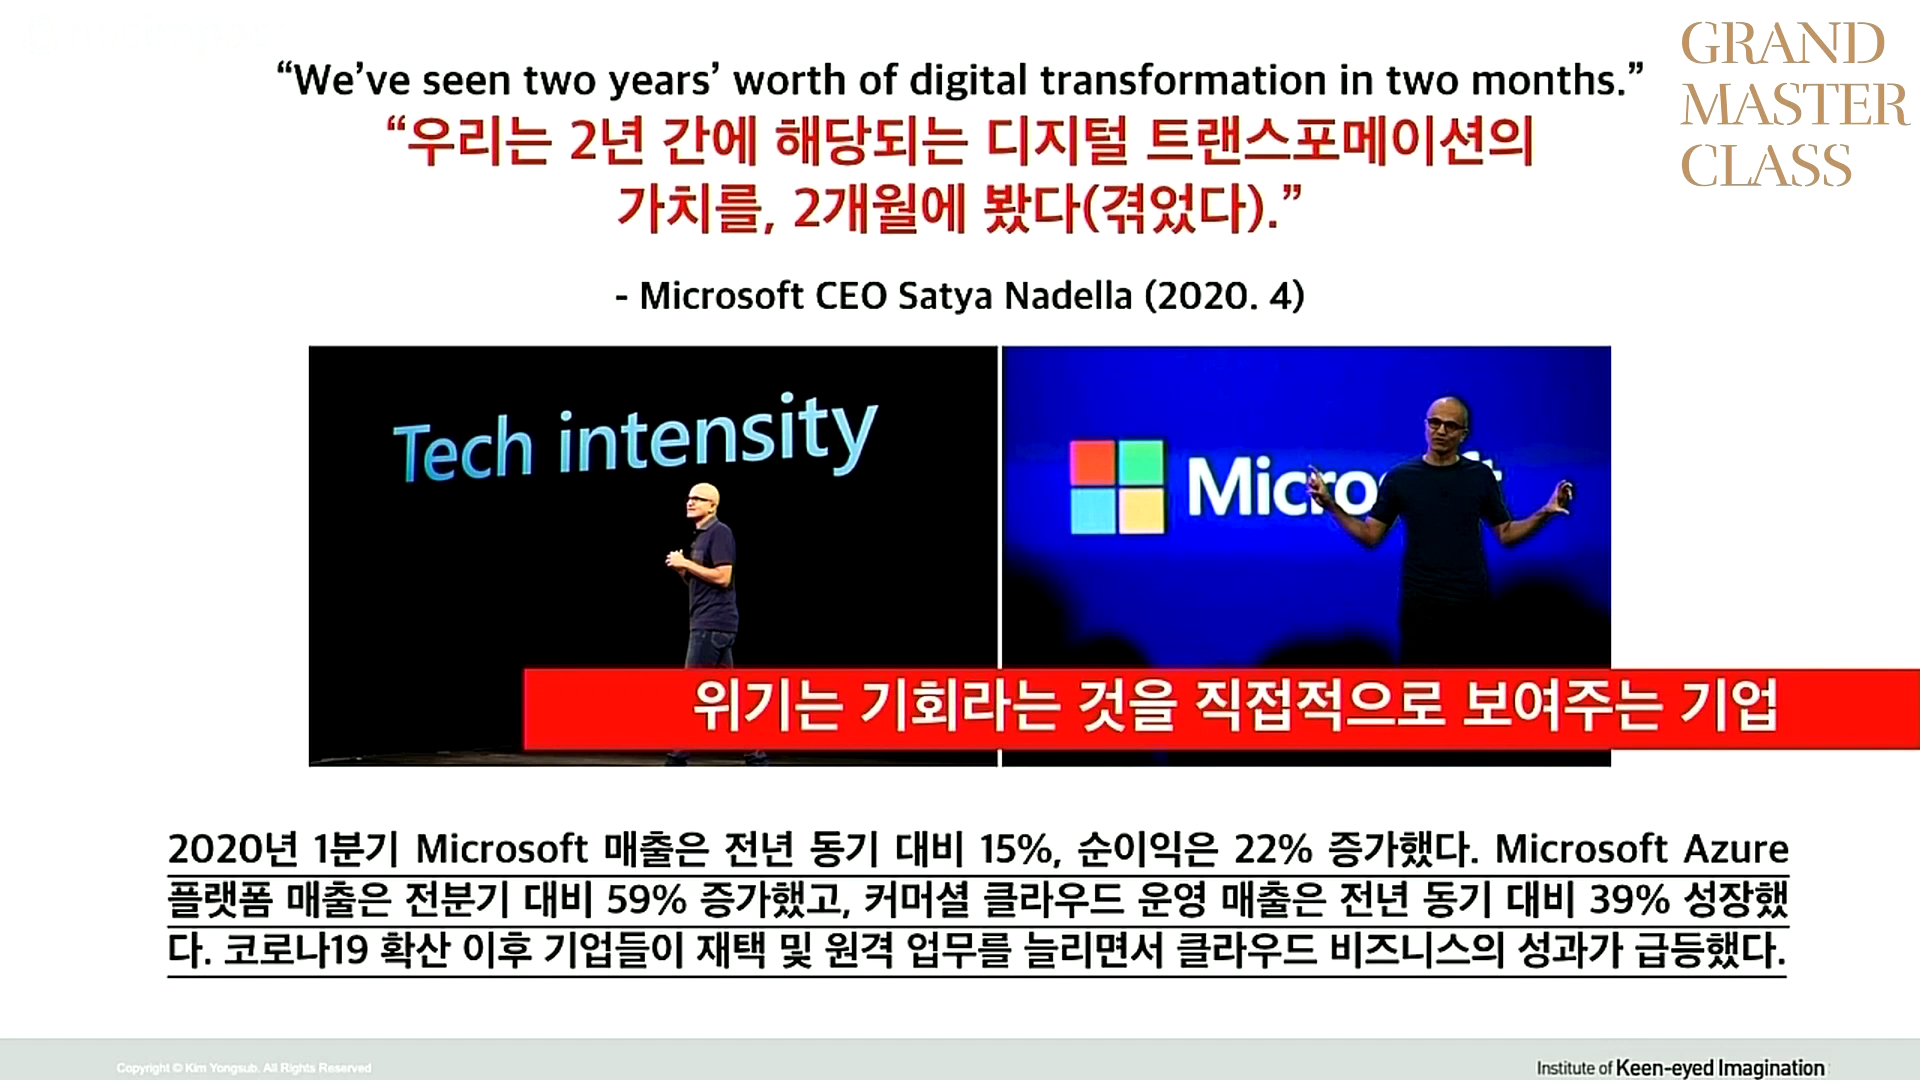 GRAND
MASTER
CLASS
“We’ve seen two years’ worth of digital transformation in two months.”
“우리는 2년 간에 해당되는 디지털 트랜스포메이션의
가치를, 2개월에 봤다(겪었다).”
- Microsoft CEO Satya Nadella (2020. 4)
Tech intensity
Micro
위기는 기회라는 것을 직접적으로 보여주는 기업
2020년 1분기 Microsoft 매출은 전년 동기 대비 15%, 순이익은 22% 증가했다. Microsoft Azure
플랫폼 매출은 전분기 대비 59% 증가했고, 커머셜 클라우드 운영 매출은 전년 동기 대비 39% 성장했
다. 코로나19 확산 이후 기업들이 재택 및 원격 업무를 늘리면서 클라우드 비즈니스의 성과가 급등했다.
Copyright © Kim Yongsub. All Rights Reserved
Institute of Keen-eyed Imagination